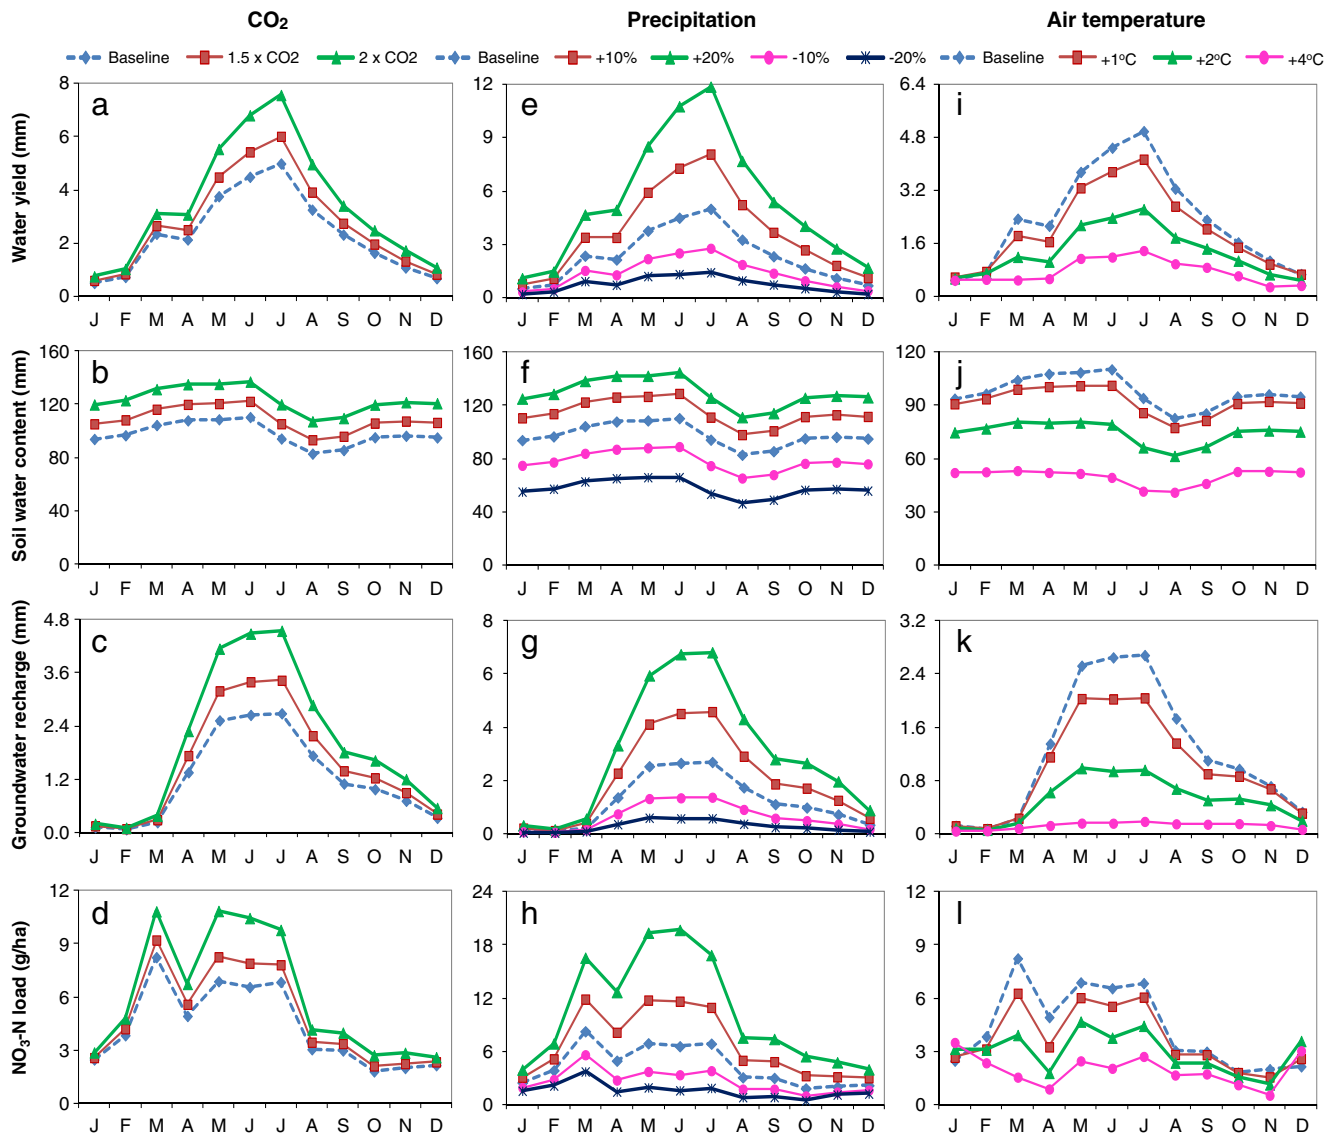 CO2 Precipitation Air temperature
Baseline 1.5 x CO2 2 x CO2 Baseline +10% +20% -10% -20% Baseline +1ºC +2ºC +4ºC
Water yield (mm)
8 6 4 2 0
a
J F M A M J J A S O N D
12 9 6 3 0
e
J F M A M J J A S O N D
6.4 4.8 3.2 1.6 0
i
J F M A M J J A S O N D
Soil water content (mm)
160 120 80 40 0
b
J F M A M J J A S O N D
160 120 80 40 0
f
J F M A M J J A S O N D
120 90 60 30 0
j
J F M A M J J A S O N D
Groundwater recharge (mm)
4.8 3.6 2.4 1.2 0.0
c
J F M A M J J A S O N D
8 6 4 2 0
g
J F M A M J J A S O N D
3.2 2.4 1.6 0.8 0
k
J F M A M J J A S O N D
NO3-N load (g/ha)
12 9 6 3 0
d
J F M A M J J A S O N D
24 18 12 6 0
h
J F M A M J J A S O N D
12 9 6 3 0
l
J F M A M J J A S O N D